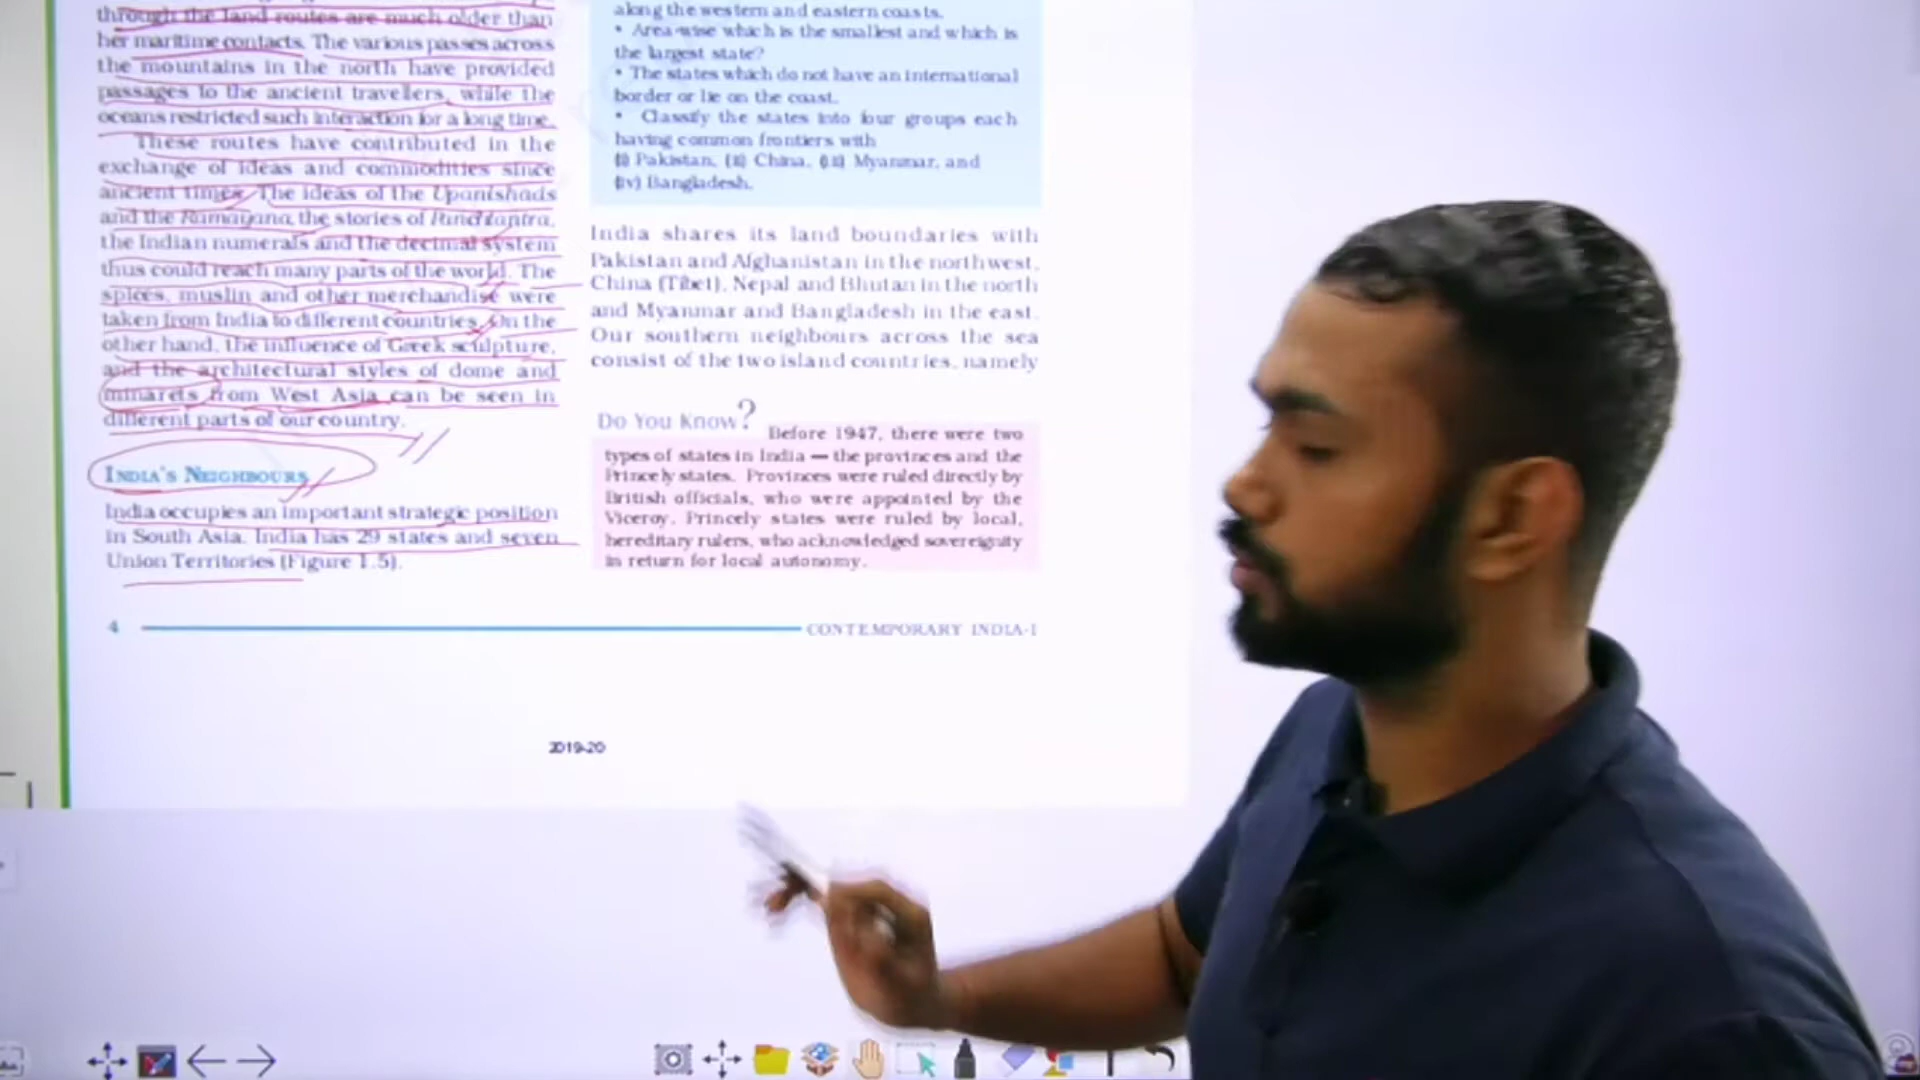 through the land routes are much older than
her maritime contacts. The various passes across
the mountains in the north have provided
passages to the ancient travellers, while the
oceans restricted such interaction for a long time.
These routes have contributed in the
exchange of ideas and commodities since
ancient times. The ideas of the Upanishads
and the Ramayana, the stories of Panchtantra,
the Indian numerals and the decimal system
thus could reach many parts of the world. The
spices, muslin and other merchandise were
taken from India to different countries. On the
other hand, the influence of Greek sculpture,
and the architectural styles of dome and
minarets from West Asia can be seen in
different parts of our country.
INDIA'S NEIGHBOURS
India occupies an important strategic position
in South Asia. India has 29 states and seven
Union Territories (Figure 1.5).
along the western and eastern coasts.
• Area-wise which is the smallest and which is
the largest state?
• The states which do not have an international
border or lie on the coast.
• Classify the states into four groups each
having common frontiers with
(i) Pakistan, (ii) China, (iii) Myanmar, and
(iv) Bangladesh.
India shares its land boundaries with
Pakistan and Afghanistan in the northwest,
China (Tibet), Nepal and Bhutan in the north
and Myanmar and Bangladesh in the east.
Our southern neighbours across the sea
consist of the two island countries, namely
Do You Know?
Before 1947, there were two
types of states in India — the provinces and the
Princely states. Provinces were ruled directly by
British officials, who were appointed by the
Viceroy. Princely states were ruled by local,
hereditary rulers, who acknowledged sovereignity
in return for local autonomy.
4
CONTEMPORARY INDIA-I
2019-20